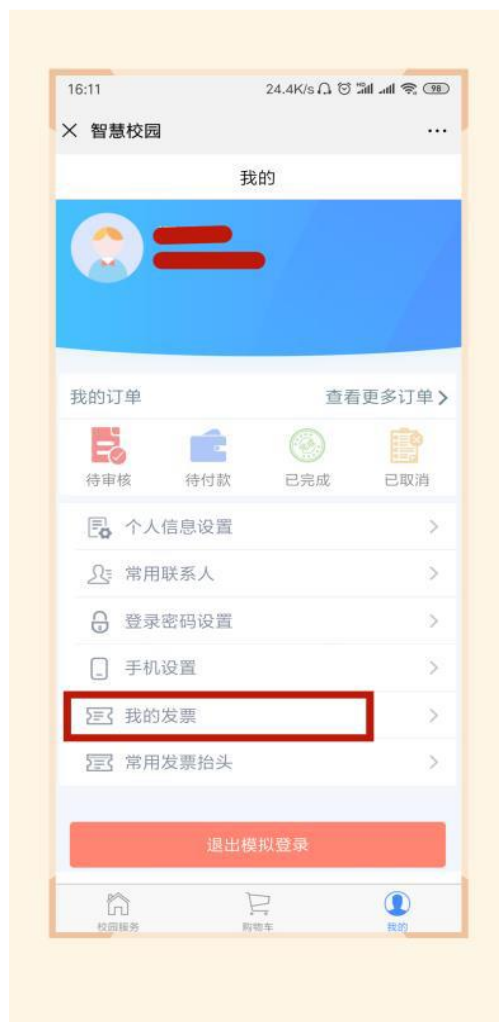 16:11 24.4K/s 98
智慧校园
我的
我的订单 查看更多订单
待审核 待付款 已完成 已取消
个人信息设置
常用联系人
登录密码设置
手机设置
我的发票
常用发票抬头
退出模拟登录
校园服务 购物车 我的